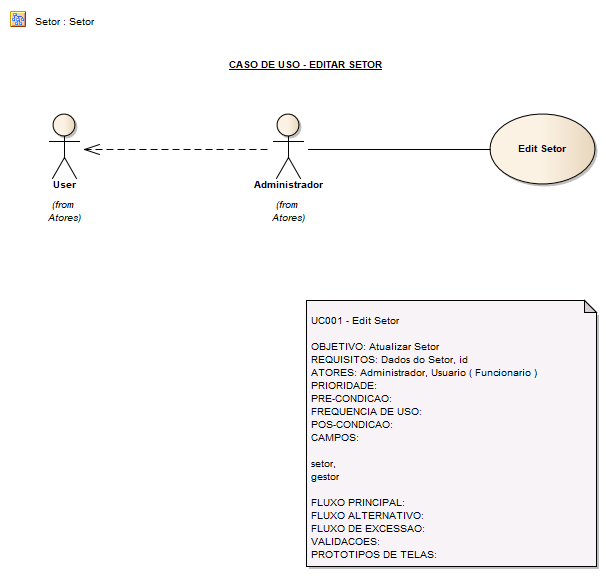 Setor : Setor
CASO DE USO - EDITAR SETOR
User
(from
Atores)
Administrador
(from
Atores)
Edit Setor
UC001 - Edit Setor
OBJETIVO: Atualizar Setor
REQUISITOS: Dados do Setor, id
ATORES: Administrador, Usuario ( Funcionario )
PRIORIDADE:
PRE-CONDICAO:
FREQUENCIA DE USO:
POS-CONDICAO:
CAMPOS:
setor,
gestor
FLUXO PRINCIPAL:
FLUXO ALTERNATIVO:
FLUXO DE EXCESSAO:
VALIDACOES:
PROTOTIPOS DE TELAS: